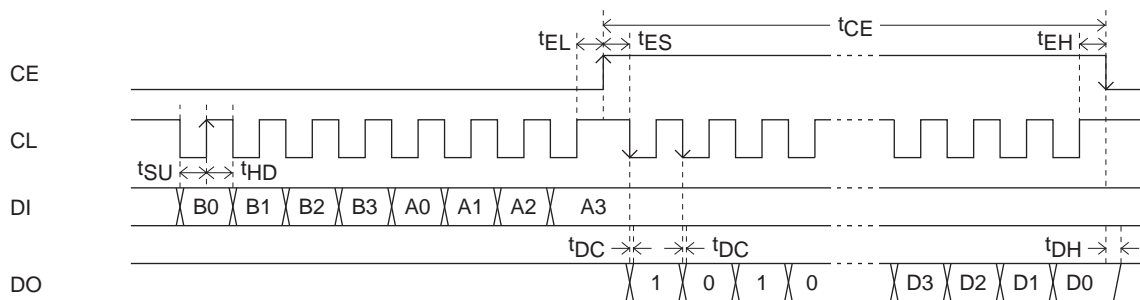 tCE
tEL tES tEH
CE
CL
tSU tHD
DI B0 B1 B2 B3 A0 A1 A2 A3
tDC tDC tDH
DO 1 0 1 0 D3 D2 D1 D0